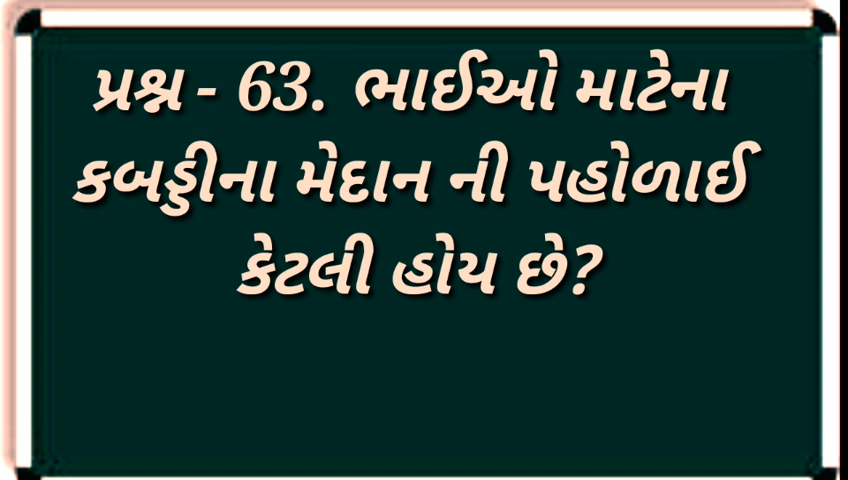 પ્રશ્ન - 63. ભાઈઓ માટેના
કબડ્ડીના મેદાન ની પહોળાઈ
કેટલી હોય છે?